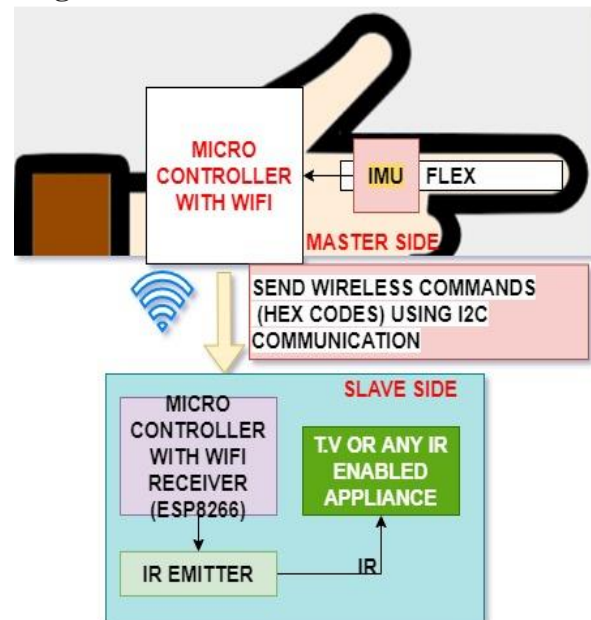 MICRO
CONTROLLER
WITH WIFI
IMU
FLEX
MASTER SIDE
SEND WIRELESS COMMANDS
(HEX CODES) USING I2C
COMMUNICATION
SLAVE SIDE
MICRO
CONTROLLER
WITH WIFI
RECEIVER
(ESP8266)
T.V OR ANY IR
ENABLED
APPLIANCE
IR EMITTER
IR